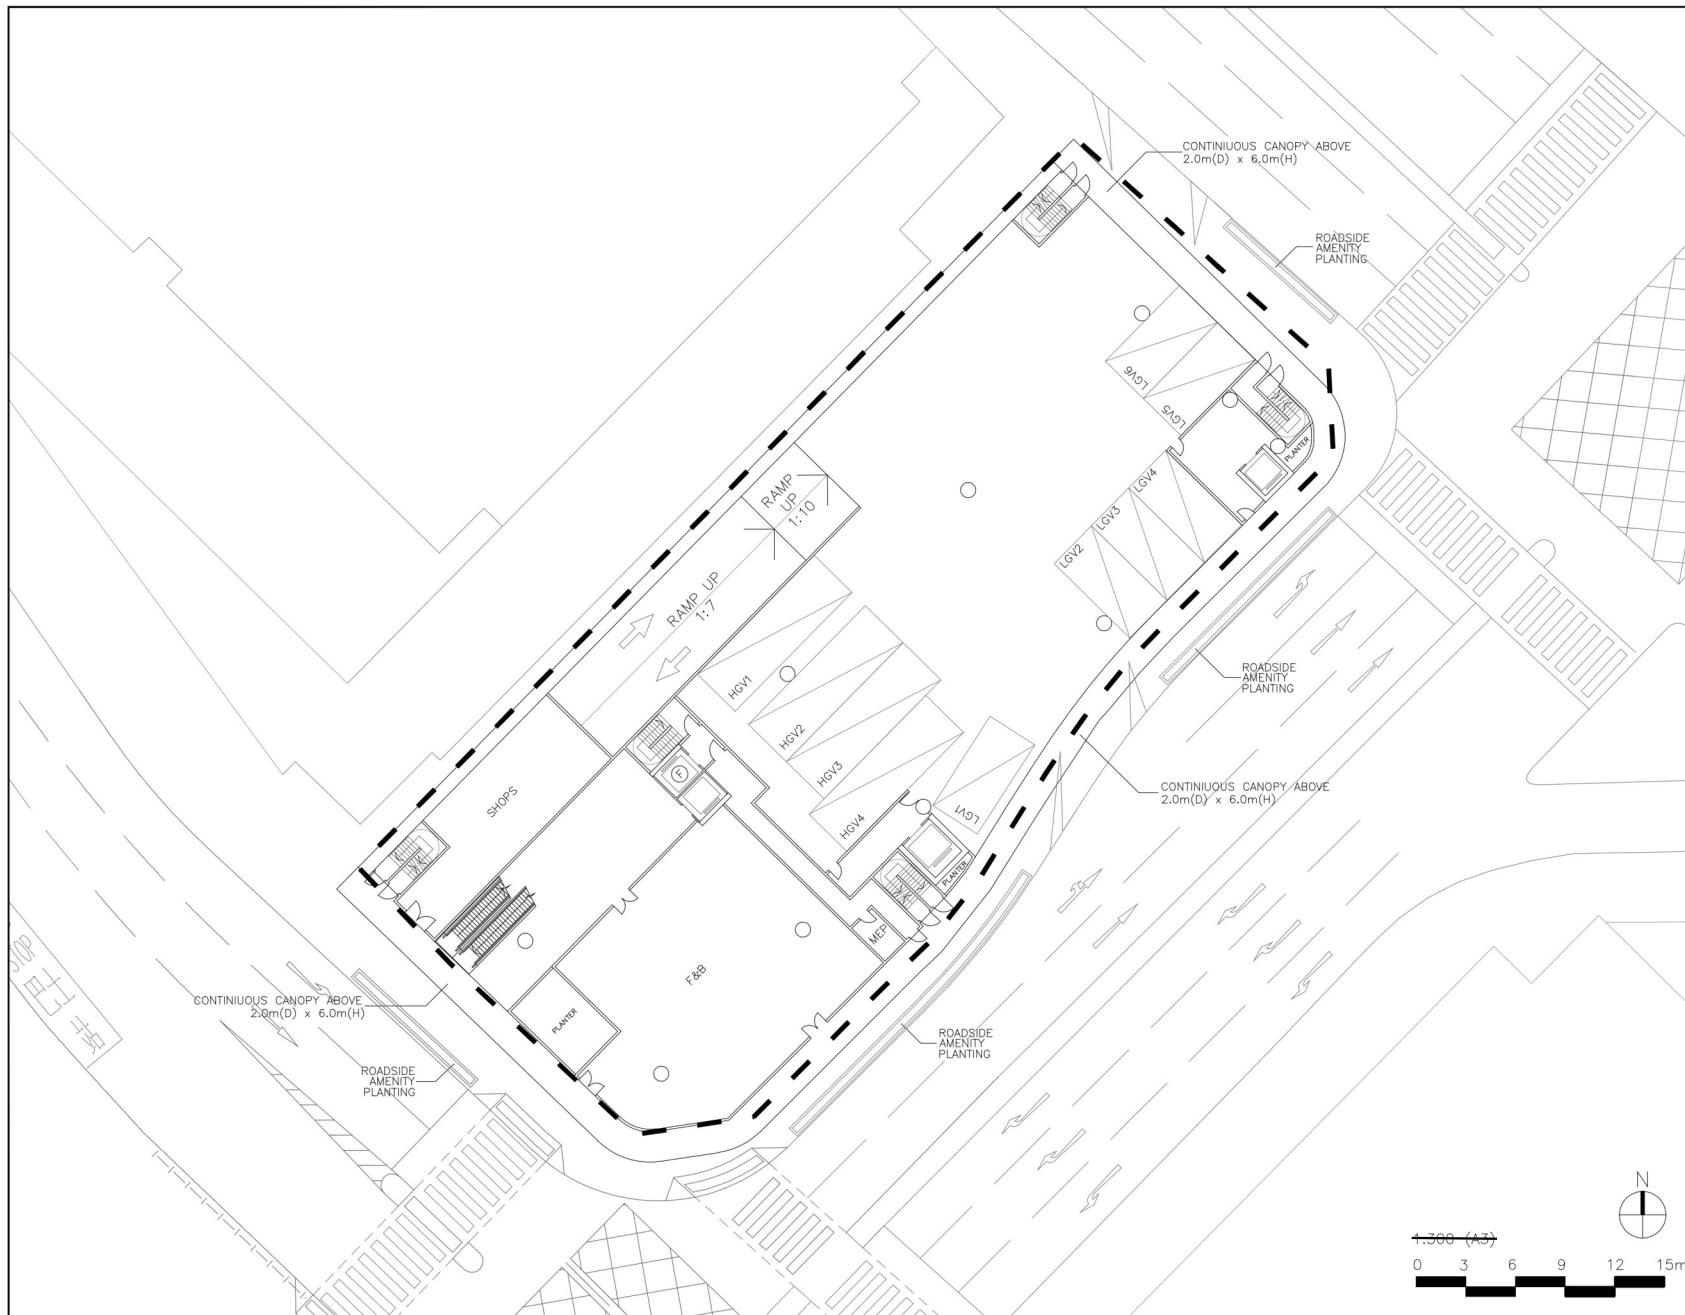 CONTINIUOUS CANOPY ABOVE
2.0m(D) x 6.0m(H)
ROADSIDE
AMENITY
PLANTING
LGV6
LGV5
PLANTER
LGV4
LGV3
LGV2
RAMP
UP
1:10
RAMP UP
1:7
HGV1
HGV2
HGV3
HGV4
LGV1
ROADSIDE
AMENITY
PLANTING
CONTINIUOUS CANOPY ABOVE
2.0m(D) x 6.0m(H)
SHOPS
F
PLANTER
MEP
F&B
PLANTER
CONTINIUOUS CANOPY ABOVE
2.0m(D) x 6.0m(H)
ROADSIDE
AMENITY
PLANTING
ROADSIDE
AMENITY
PLANTING
N
1:300 (A3)
0 3 6 9 12 15m